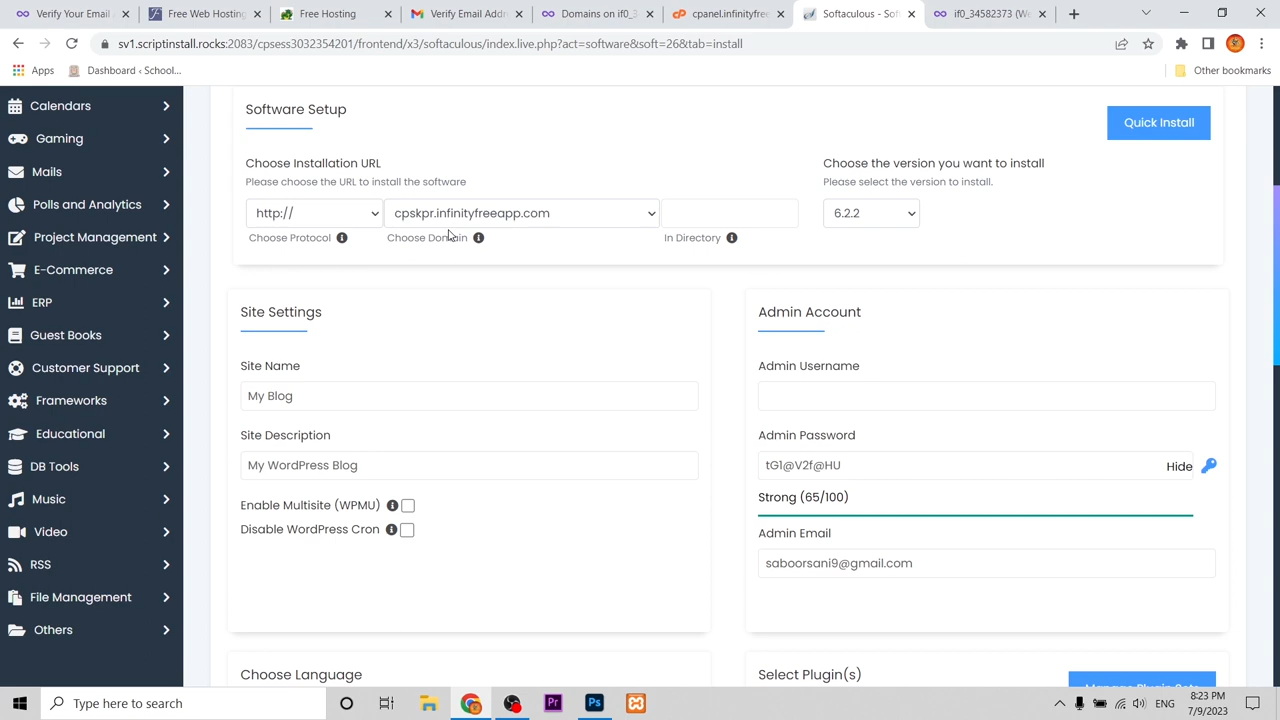 Verify Your Email A
Free Web Hosting
Free Hosting
Verify Email Addre
Domains on if0_3
cpanel.infinityfree
Softaculous - Sof
if0_34582373 (We
sv1.scriptinstall.rocks:2083/cpsess3032354201/frontend/x3/softaculous/index.live.php?act=software&soft=26&tab=install
Apps
Dashboard ‹ School...
Other bookmarks
Calendars
Gaming
Mails
Polls and Analytics
Project Management
E-Commerce
ERP
Guest Books
Customer Support
Frameworks
Educational
DB Tools
Music
Video
RSS
File Management
Others
Software Setup
Quick Install
Choose Installation URL
Please choose the URL to install the software
http://
cpskpr.infinityfreeapp.com
Choose Protocol
Choose Domain
In Directory
Choose the version you want to install
Please select the version to install.
6.2.2
Site Settings
Site Name
My Blog
Site Description
My WordPress Blog
Enable Multisite (WPMU)
Disable WordPress Cron
Admin Account
Admin Username
Admin Password
tG1@V2f@HU
Hide
Strong (65/100)
Admin Email
saboorsani9@gmail.com
Choose Language
Select Plugin(s)
Manage Plugin Sets
Type here to search
Pr
Ps
ENG
8:23 PM
7/9/2023